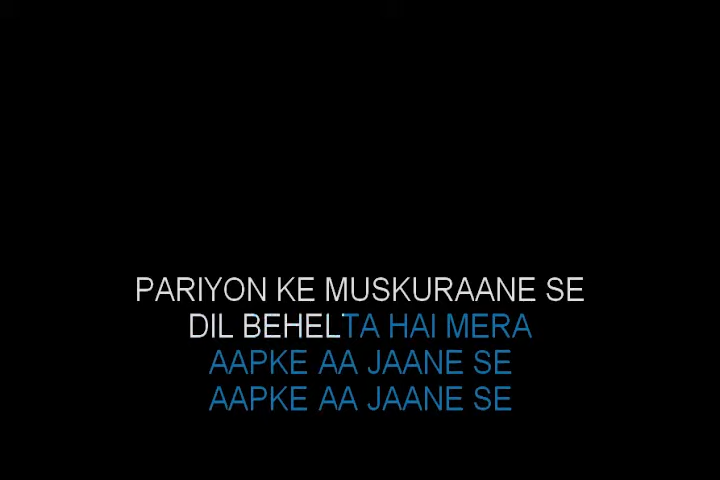 PARIYON KE MUSKURAANE SE
DIL BEHELTA HAI MERA
AAPKE AA JAANE SE
AAPKE AA JAANE SE